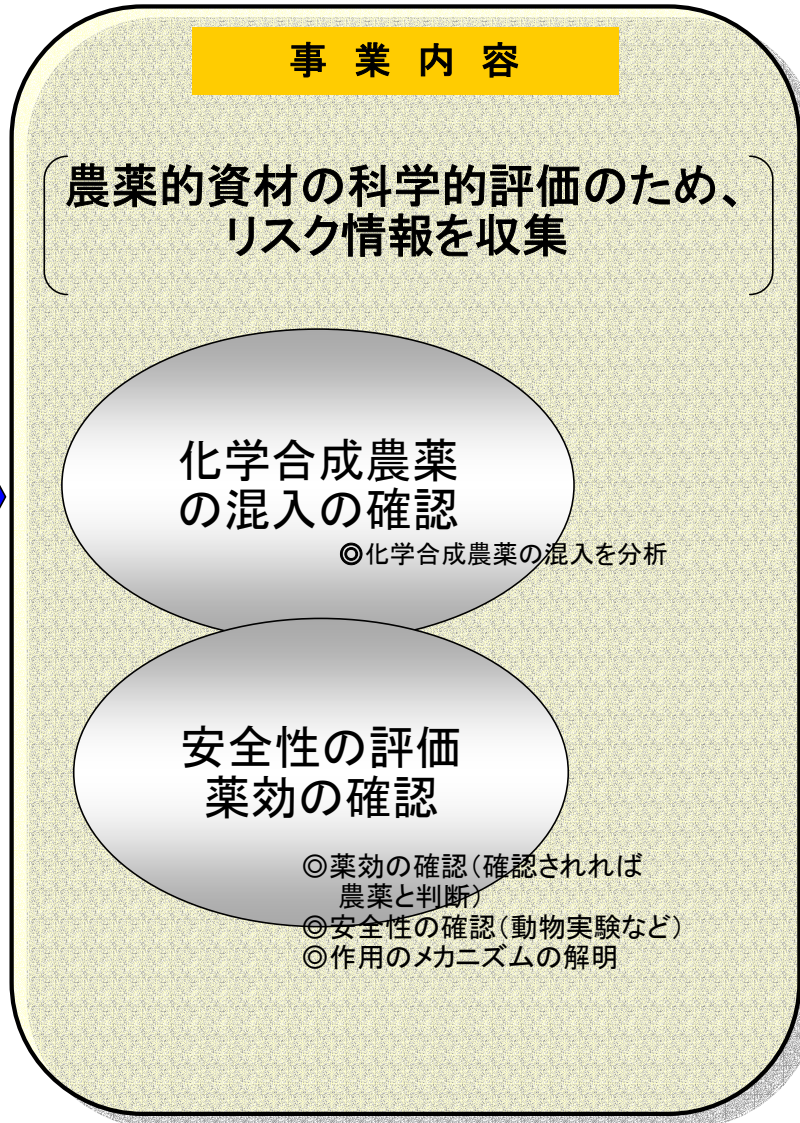 事 業 内 容
農薬的資材の科学的評価のため、
リスク情報を収集
化学合成農薬
の混入の確認
◎化学合成農薬の混入を分析
安全性の評価
薬効の確認
◎薬効の確認(確認されれば
農薬と判断)
◎安全性の確認(動物実験など)
◎作用のメカニズムの解明